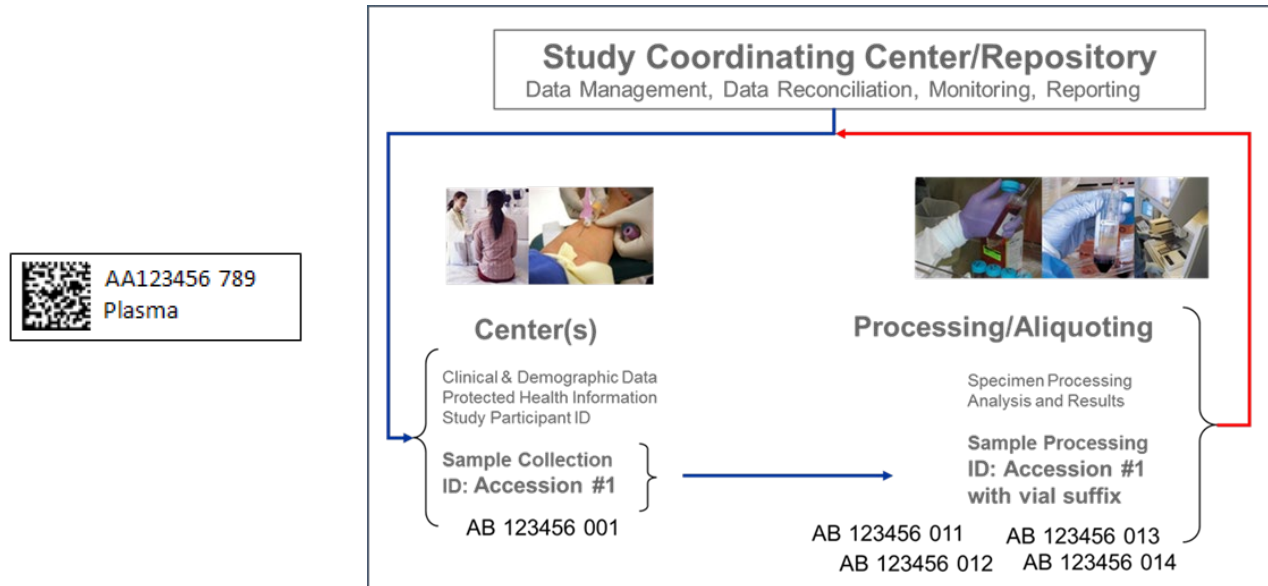 AA123456 789
Plasma
Study Coordinating Center/Repository
Data Management, Data Reconciliation, Monitoring, Reporting
Center(s)
Clinical & Demographic Data
Protected Health Information
Study Participant ID
Sample Collection
ID: Accession #1
AB 123456 001
Processing/Aliquoting
Specimen Processing
Analysis and Results
Sample Processing
ID: Accession #1
with vial suffix
AB 123456 011
AB 123456 013
AB 123456 012
AB 123456 014